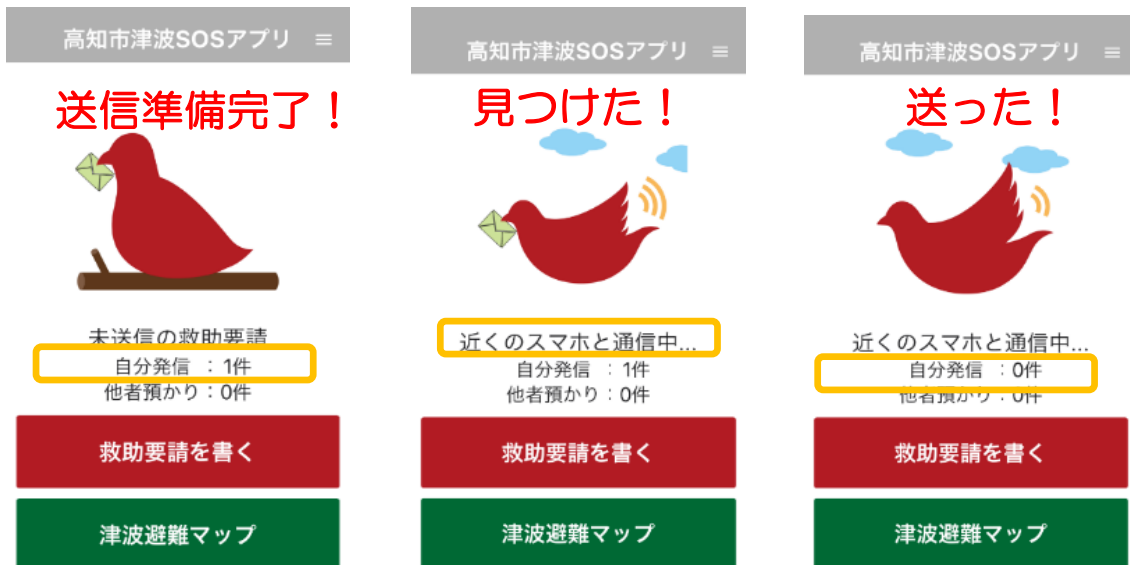 高知市津波SOSアプリ ≡
送信準備完了！
未送信の救助要請
自分発信 ：1件
他者預かり：0件
救助要請を書く
津波避難マップ
高知市津波SOSアプリ ≡
見つけた！
近くのスマホと通信中...
自分発信 ：1件
他者預かり：0件
救助要請を書く
津波避難マップ
高知市津波SOSアプリ ≡
送った！
近くのスマホと通信中...
自分発信 ：0件
他者預かり：0件
救助要請を書く
津波避難マップ